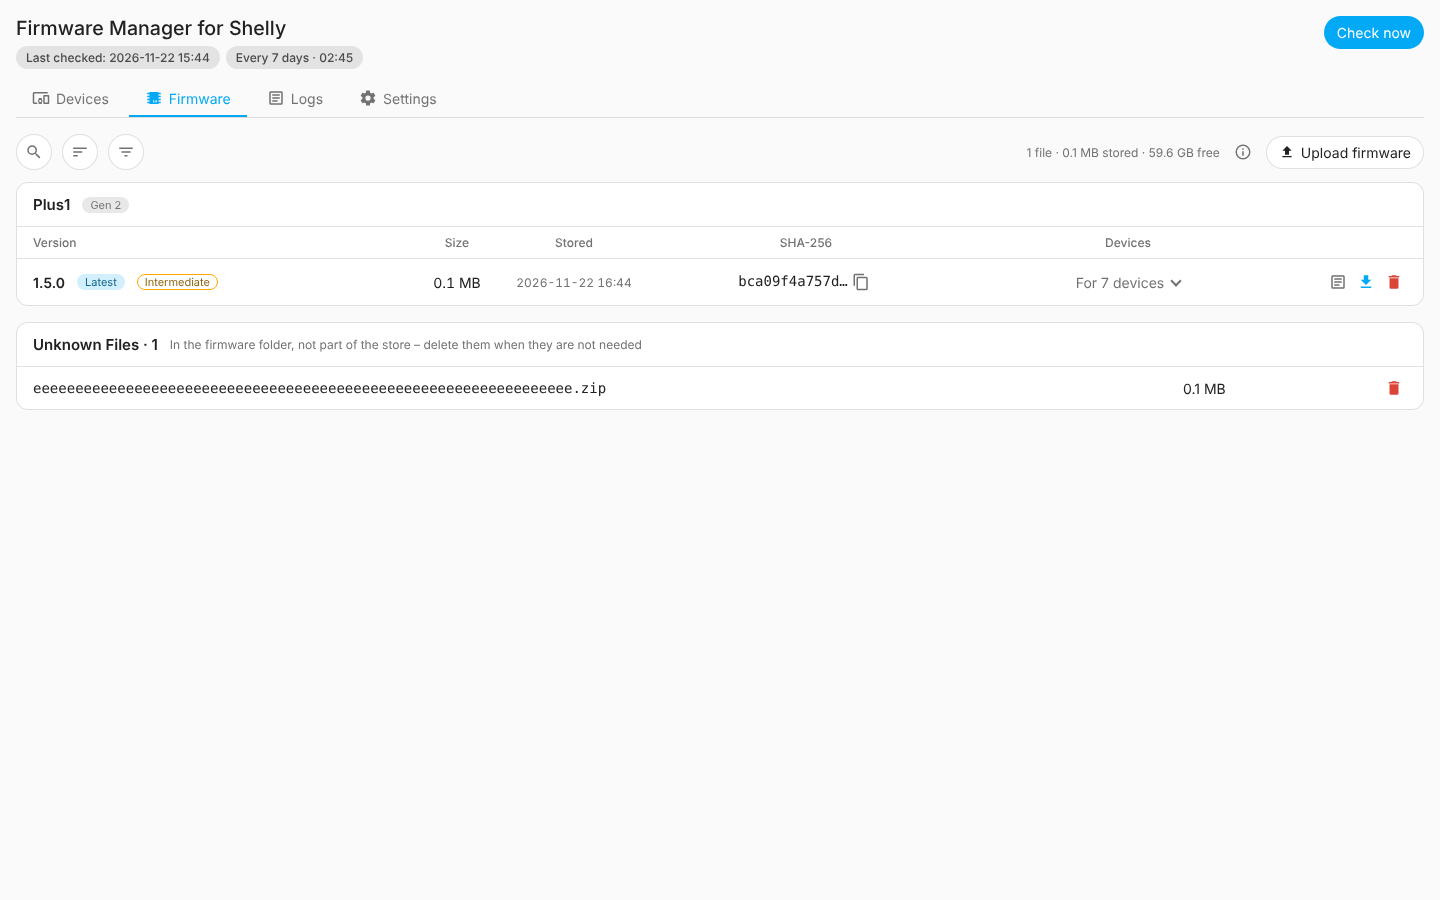 Firmware Manager for Shelly
Check now
Last checked: 2026-11-22 15:44
Every 7 days · 02:45
Devices
Firmware
Logs
Settings
1 file · 0.1 MB stored · 59.6 GB free
Upload firmware
Plus1 Gen 2
Version Size Stored SHA-256 Devices
1.5.0 Latest Intermediate 0.1 MB 2026-11-22 16:44 bca09f4a757d… For 7 devices
Unknown Files · 1 In the firmware folder, not part of the store – delete them when they are not needed
eeeeeeeeeeeeeeeeeeeeeeeeeeeeeeeeeeeeeeeeeeeeeeeeeeeeeeeeeeeeeeee.zip 0.1 MB